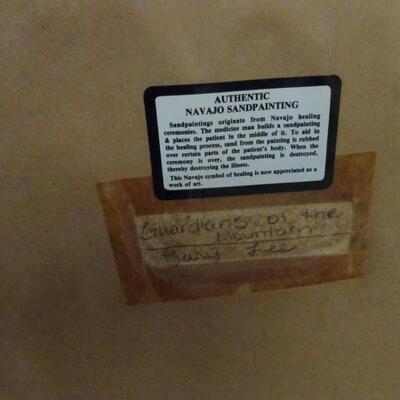 AUTHENTIC
NAVAJO SANDPAINTING
Sandpaintings originate from Navajo healing
ceremonies. The medicine man builds a sandpainting
& places the patient in the middle of it. To aid in
the healing process, sand from the painting is rubbed
over certain parts of the patient's body. When the
ceremony is over, the sandpainting is destroyed,
thereby destroying the illness.
This Navajo symbol of healing is now appreciated as a
work of art.
Guardians of the
Mountain
Lee